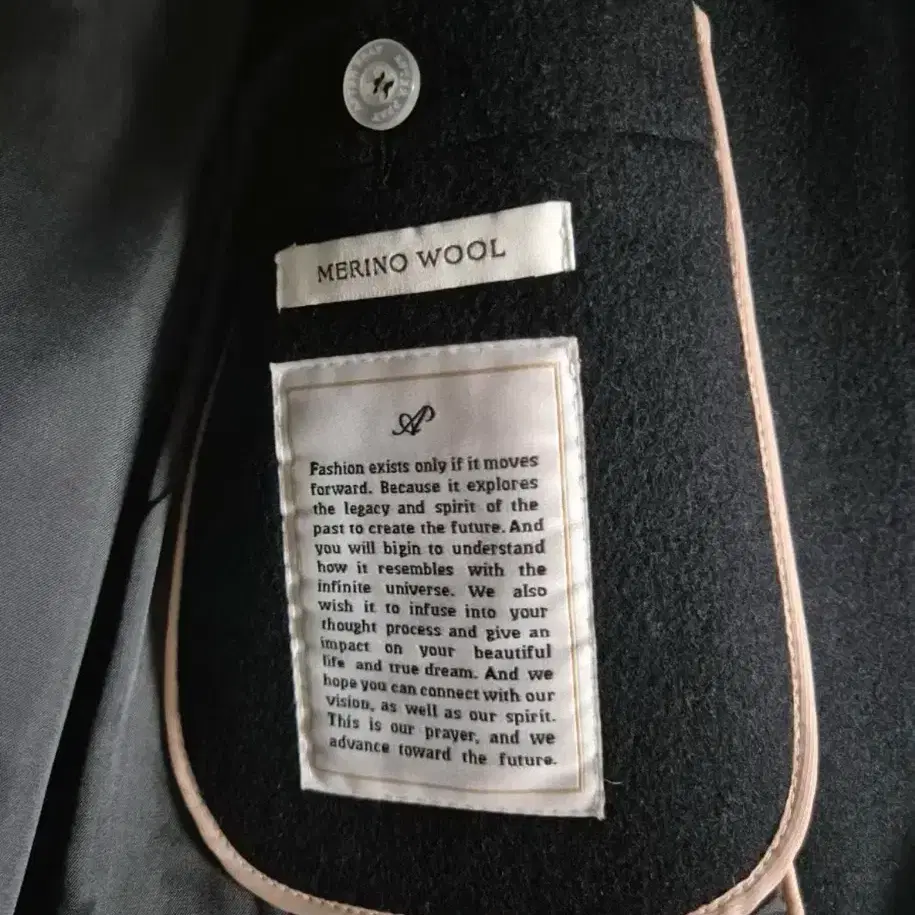 AFTER PRAY AFTER PRAY
MERINO WOOL
AP
Fashion exists only if it moves
forward. Because it explores
the legacy and spirit of the
past to create the future. And
you will bigin to understand
how it resembles with the
infinite universe. We also
wish it to infuse into your
thought process and give an
impact on your beautiful
life and true dream. And we
hope you can connect with our
vision, as well as our spirit.
This is our prayer, and we
advance toward the future.